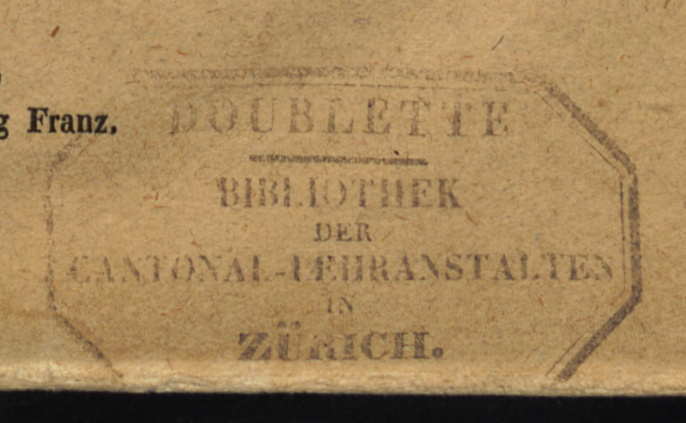 g Franz.
DOUBLETTE
BIBLIOTHEK
DER
CANTONAL-LEHRANSTALTEN
IN
ZÜRICH.